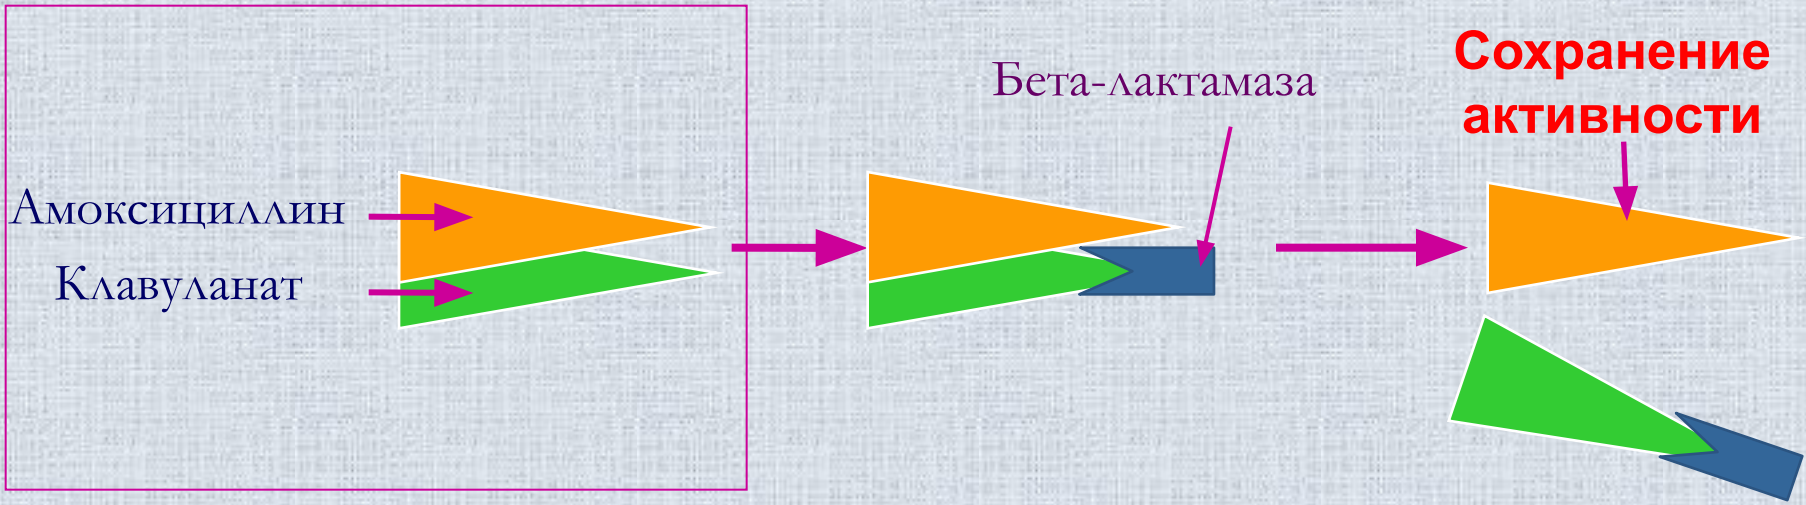 Амоксициллин
Клавуланат
Бета-лактамаза
Сохранение
активности